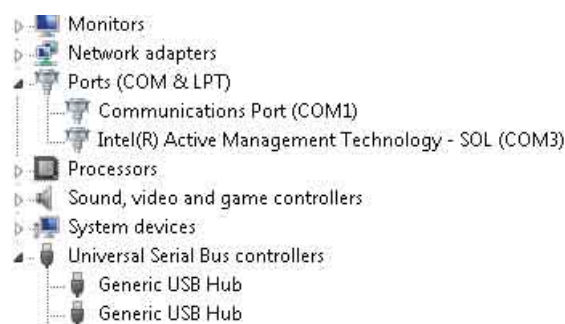 Monitors
Network adapters
Ports (COM & LPT)
Communications Port (COM1)
Intel(R) Active Management Technology - SOL (COM3)
Processors
Sound, video and game controllers
System devices
Universal Serial Bus controllers
Generic USB Hub
Generic USB Hub